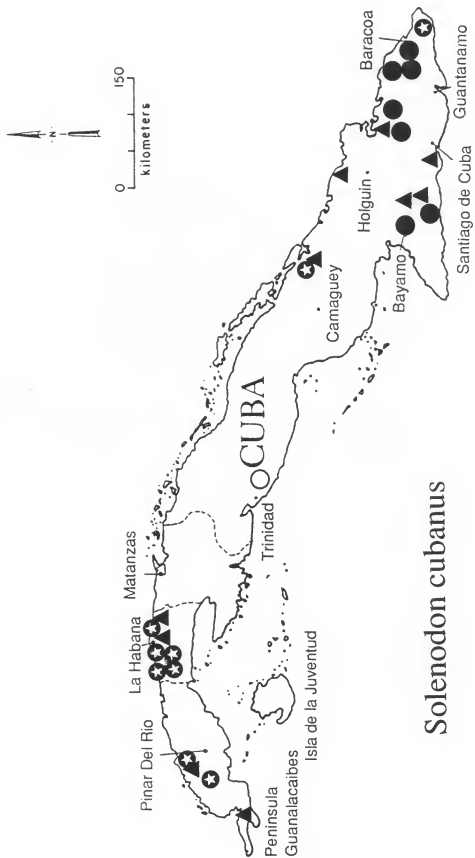 N
0 150
kilometers
La Habana
Matanzas
Pinar Del Rio
CUBA
Trinidad
Peninsula
Guanalacaibes
Isla de la Juventud
Camaguey
Holguin
Baracoa
Bayamo
Santiago de Cuba
Guantanamo
Solenodon cubanus